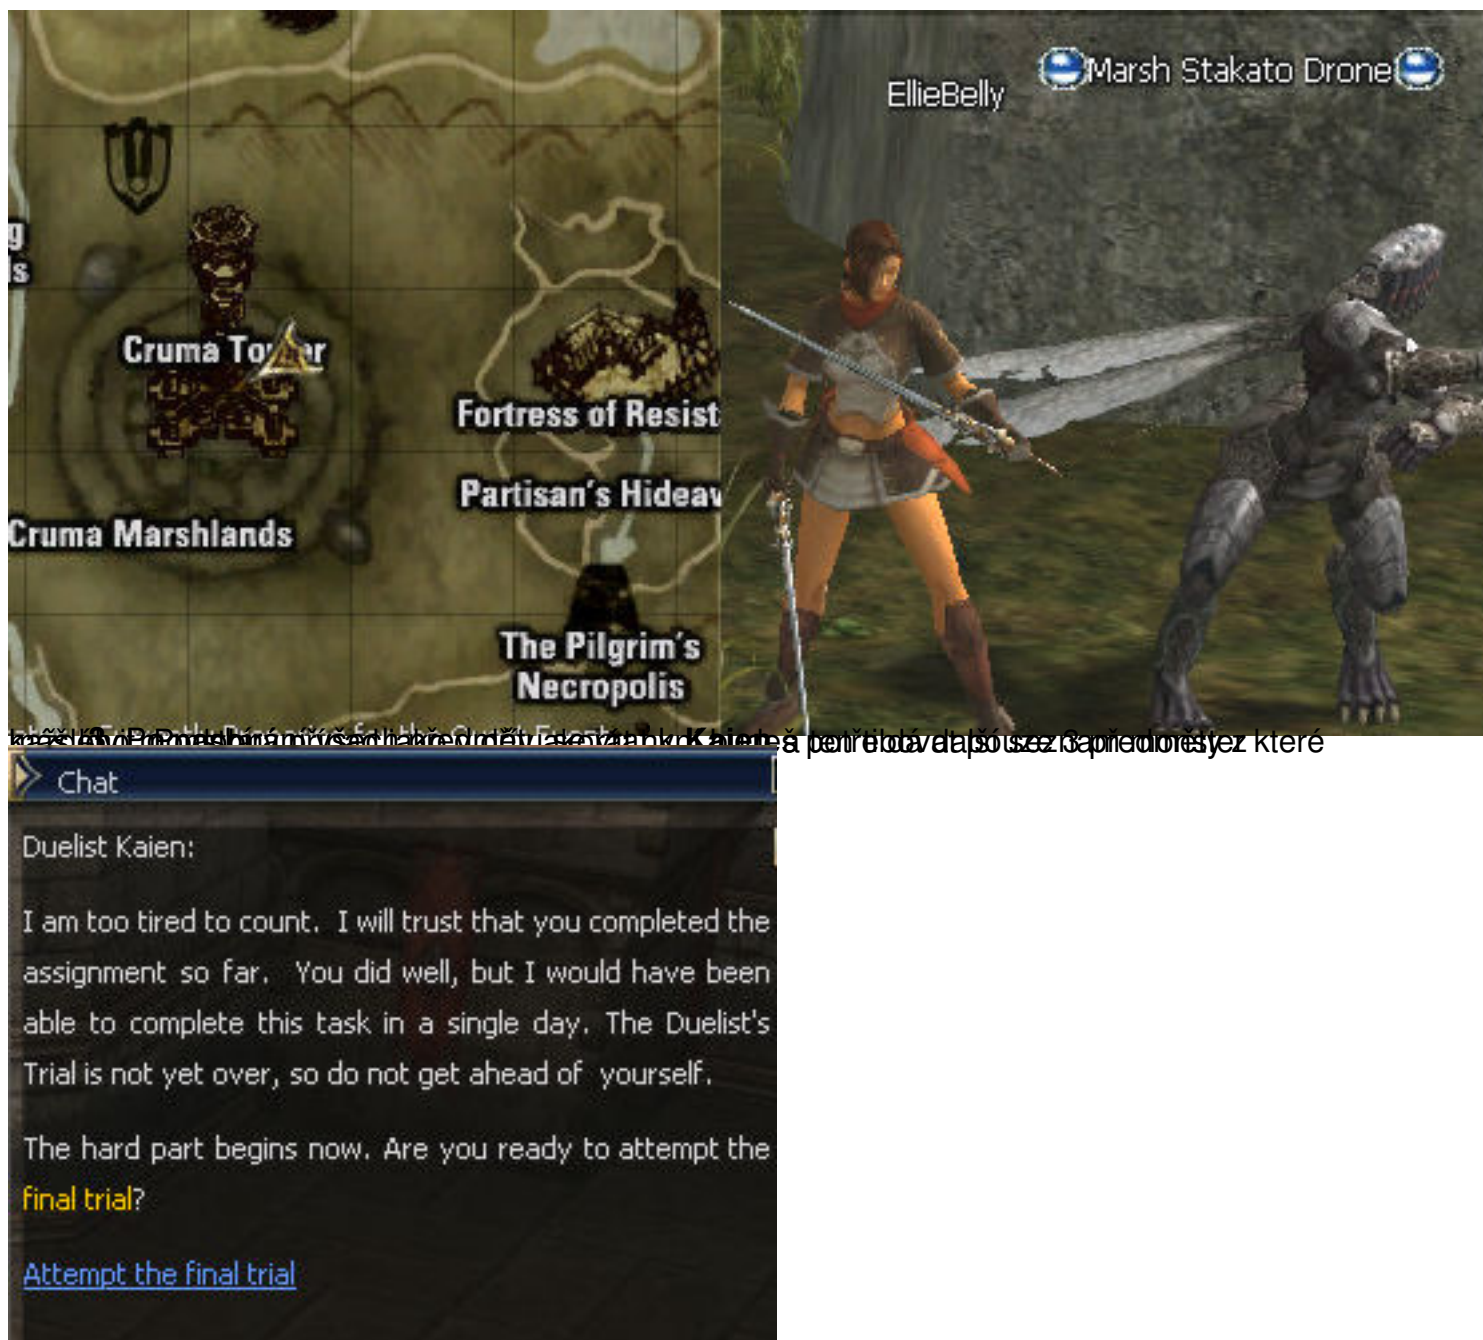 EllieBelly
Marsh Stakato Drone
g
ls
Cruma Tower
Fortress of Resist
Partisan's Hideav
Cruma Marshlands
The Pilgrim's
Necropolis
Kaien
potřebovat
které
Chat
Duelist Kaien:
I am too tired to count. I will trust that you completed the
assignment so far. You did well, but I would have been
able to complete this task in a single day. The Duelist's
Trial is not yet over, so do not get ahead of yourself.
The hard part begins now. Are you ready to attempt the
final trial?
Attempt the final trial